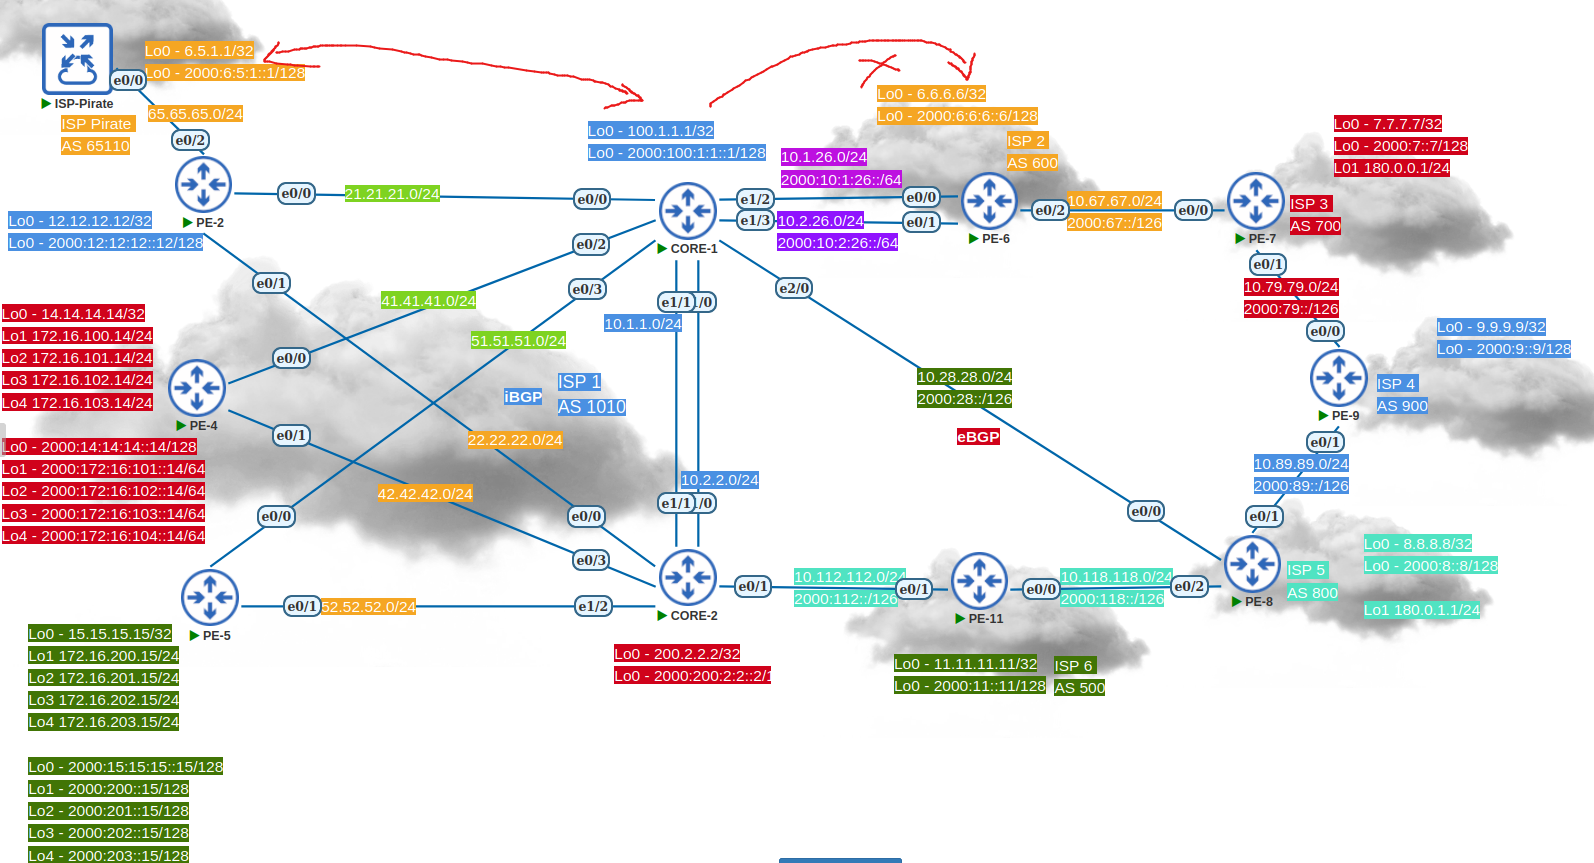 Lo0 - 6.5.1.1/32
Lo0 - 2000:6:5:1::1/128
e0/0
ISP-Pirate
65.65.65.0/24
ISP Pirate
AS 65110
e0/2
PE-2
Lo0 - 12.12.12.12/32
Lo0 - 2000:12:12:12::12/128
e0/0
21.21.21.0/24
e0/0
e0/1
Lo0 - 100.1.1.1/32
Lo0 - 2000:100:1:1::1/128
CORE-1
e0/2
e0/3
e1/2
e1/3
10.1.26.0/24
2000:10:1:26::/64
10.2.26.0/24
2000:10:2:26::/64
e0/0
e0/1
Lo0 - 6.6.6.6/32
Lo0 - 2000:6:6:6::6/128
ISP 2
AS 600
PE-6
e0/2
10.67.67.0/24
2000:67::/126
e0/0
Lo0 - 7.7.7.7/32
Lo0 - 2000:7::7/128
L01 180.0.0.1/24
ISP 3
AS 700
PE-7
e0/1
10.79.79.0/24
2000:79::/126
e0/0
Lo0 - 9.9.9.9/32
Lo0 - 2000:9::9/128
ISP 4
AS 900
PE-9
e0/1
10.89.89.0/24
2000:89::/126
e0/1
Lo0 - 14.14.14.14/32
Lo1 172.16.100.14/24
Lo2 172.16.101.14/24
Lo3 172.16.102.14/24
Lo4 172.16.103.14/24
41.41.41.0/24
51.51.51.0/24
e0/0
PE-4
e0/1
Lo0 - 2000:14:14:14::14/128
Lo1 - 2000:172:16:101::14/64
Lo2 - 2000:172:16:102::14/64
Lo3 - 2000:172:16:103::14/64
Lo4 - 2000:172:16:104::14/64
e1/1
/0
10.1.1.0/24
e2/0
iBGP
ISP 1
AS 1010
22.22.22.0/24
42.42.42.0/24
10.28.28.0/24
2000:28::/126
eBGP
10.2.2.0/24
e1/1
/0
e0/0
e0/0
e0/3
e0/0
PE-5
e0/1
52.52.52.0/24
e1/2
CORE-2
e0/1
10.112.112.0/24
2000:112::/126
e0/1
PE-11
e0/0
10.118.118.0/24
2000:118::/126
e0/2
PE-8
ISP 5
AS 800
Lo0 - 8.8.8.8/32
Lo0 - 2000:8::8/128
Lo1 180.0.1.1/24
Lo0 - 15.15.15.15/32
Lo1 172.16.200.15/24
Lo2 172.16.201.15/24
Lo3 172.16.202.15/24
Lo4 172.16.203.15/24
Lo0 - 200.2.2.2/32
Lo0 - 2000:200:2:2::2/1
Lo0 - 11.11.11.11/32
Lo0 - 2000:11::11/128
ISP 6
AS 500
Lo0 - 2000:15:15:15::15/128
Lo1 - 2000:200::15/128
Lo2 - 2000:201::15/128
Lo3 - 2000:202::15/128
Lo4 - 2000:203::15/128